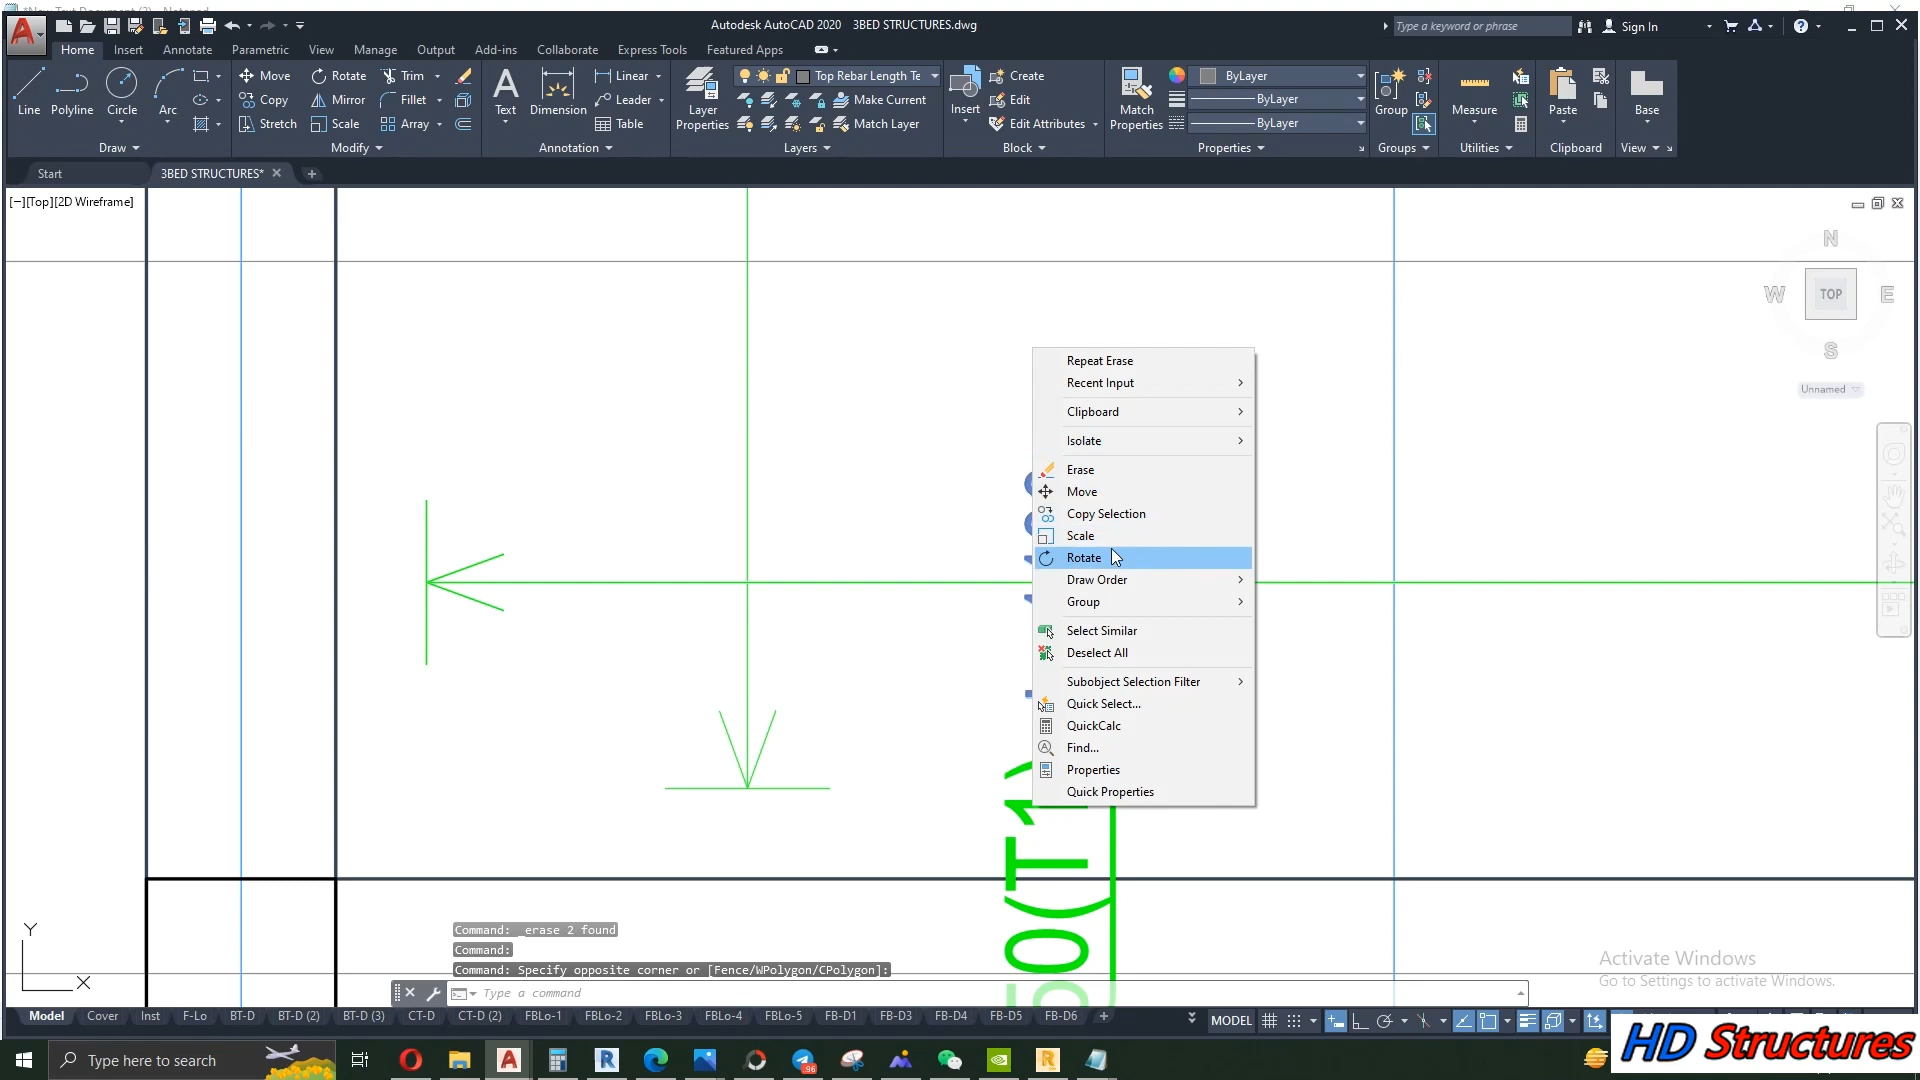 *New Text Document (2) - Notepad
Autodesk AutoCAD 2020 3BED STRUCTURES.dwg
Type a keyword or phrase
Sign In
Home Insert Annotate Parametric View Manage Output Add-ins Collaborate Express Tools Featured Apps
Line Polyline Circle Arc
Move Rotate Trim
Copy Mirror Fillet
Stretch Scale Array
Text Dimension
Linear
Leader
Table
Layer Properties
Top Rebar Length Te
Make Current
Match Layer
Insert
Create
Edit
Edit Attributes
Match Properties
ByLayer
ByLayer
ByLayer
Group
Measure
Paste
Base
Draw Modify Annotation Layers Block Properties Groups Utilities Clipboard View
Start 3BED STRUCTURES*
[−][Top][2D Wireframe]
N
W TOP E
S
Unnamed
Repeat Erase
Recent Input
Clipboard
Isolate
Erase
Move
Copy Selection
Scale
Rotate
Draw Order
Group
Select Similar
Deselect All
Subobject Selection Filter
Quick Select...
QuickCalc
Find...
Properties
Quick Properties
0(T1)
Y
X
Command: _erase 2 found
Command:
Command: Specify opposite corner or [Fence/WPolygon/CPolygon]:
Type a command
Activate Windows
Go to Settings to activate Windows.
Model Cover Inst F-Lo BT-D BT-D (2) BT-D (3) CT-D CT-D (2) FBLo-1 FBLo-2 FBLo-3 FBLo-4 FBLo-5 FB-D1 FB-D3 FB-D4 FB-D5 FB-D6
MODEL
Type here to search
96
HD Structures